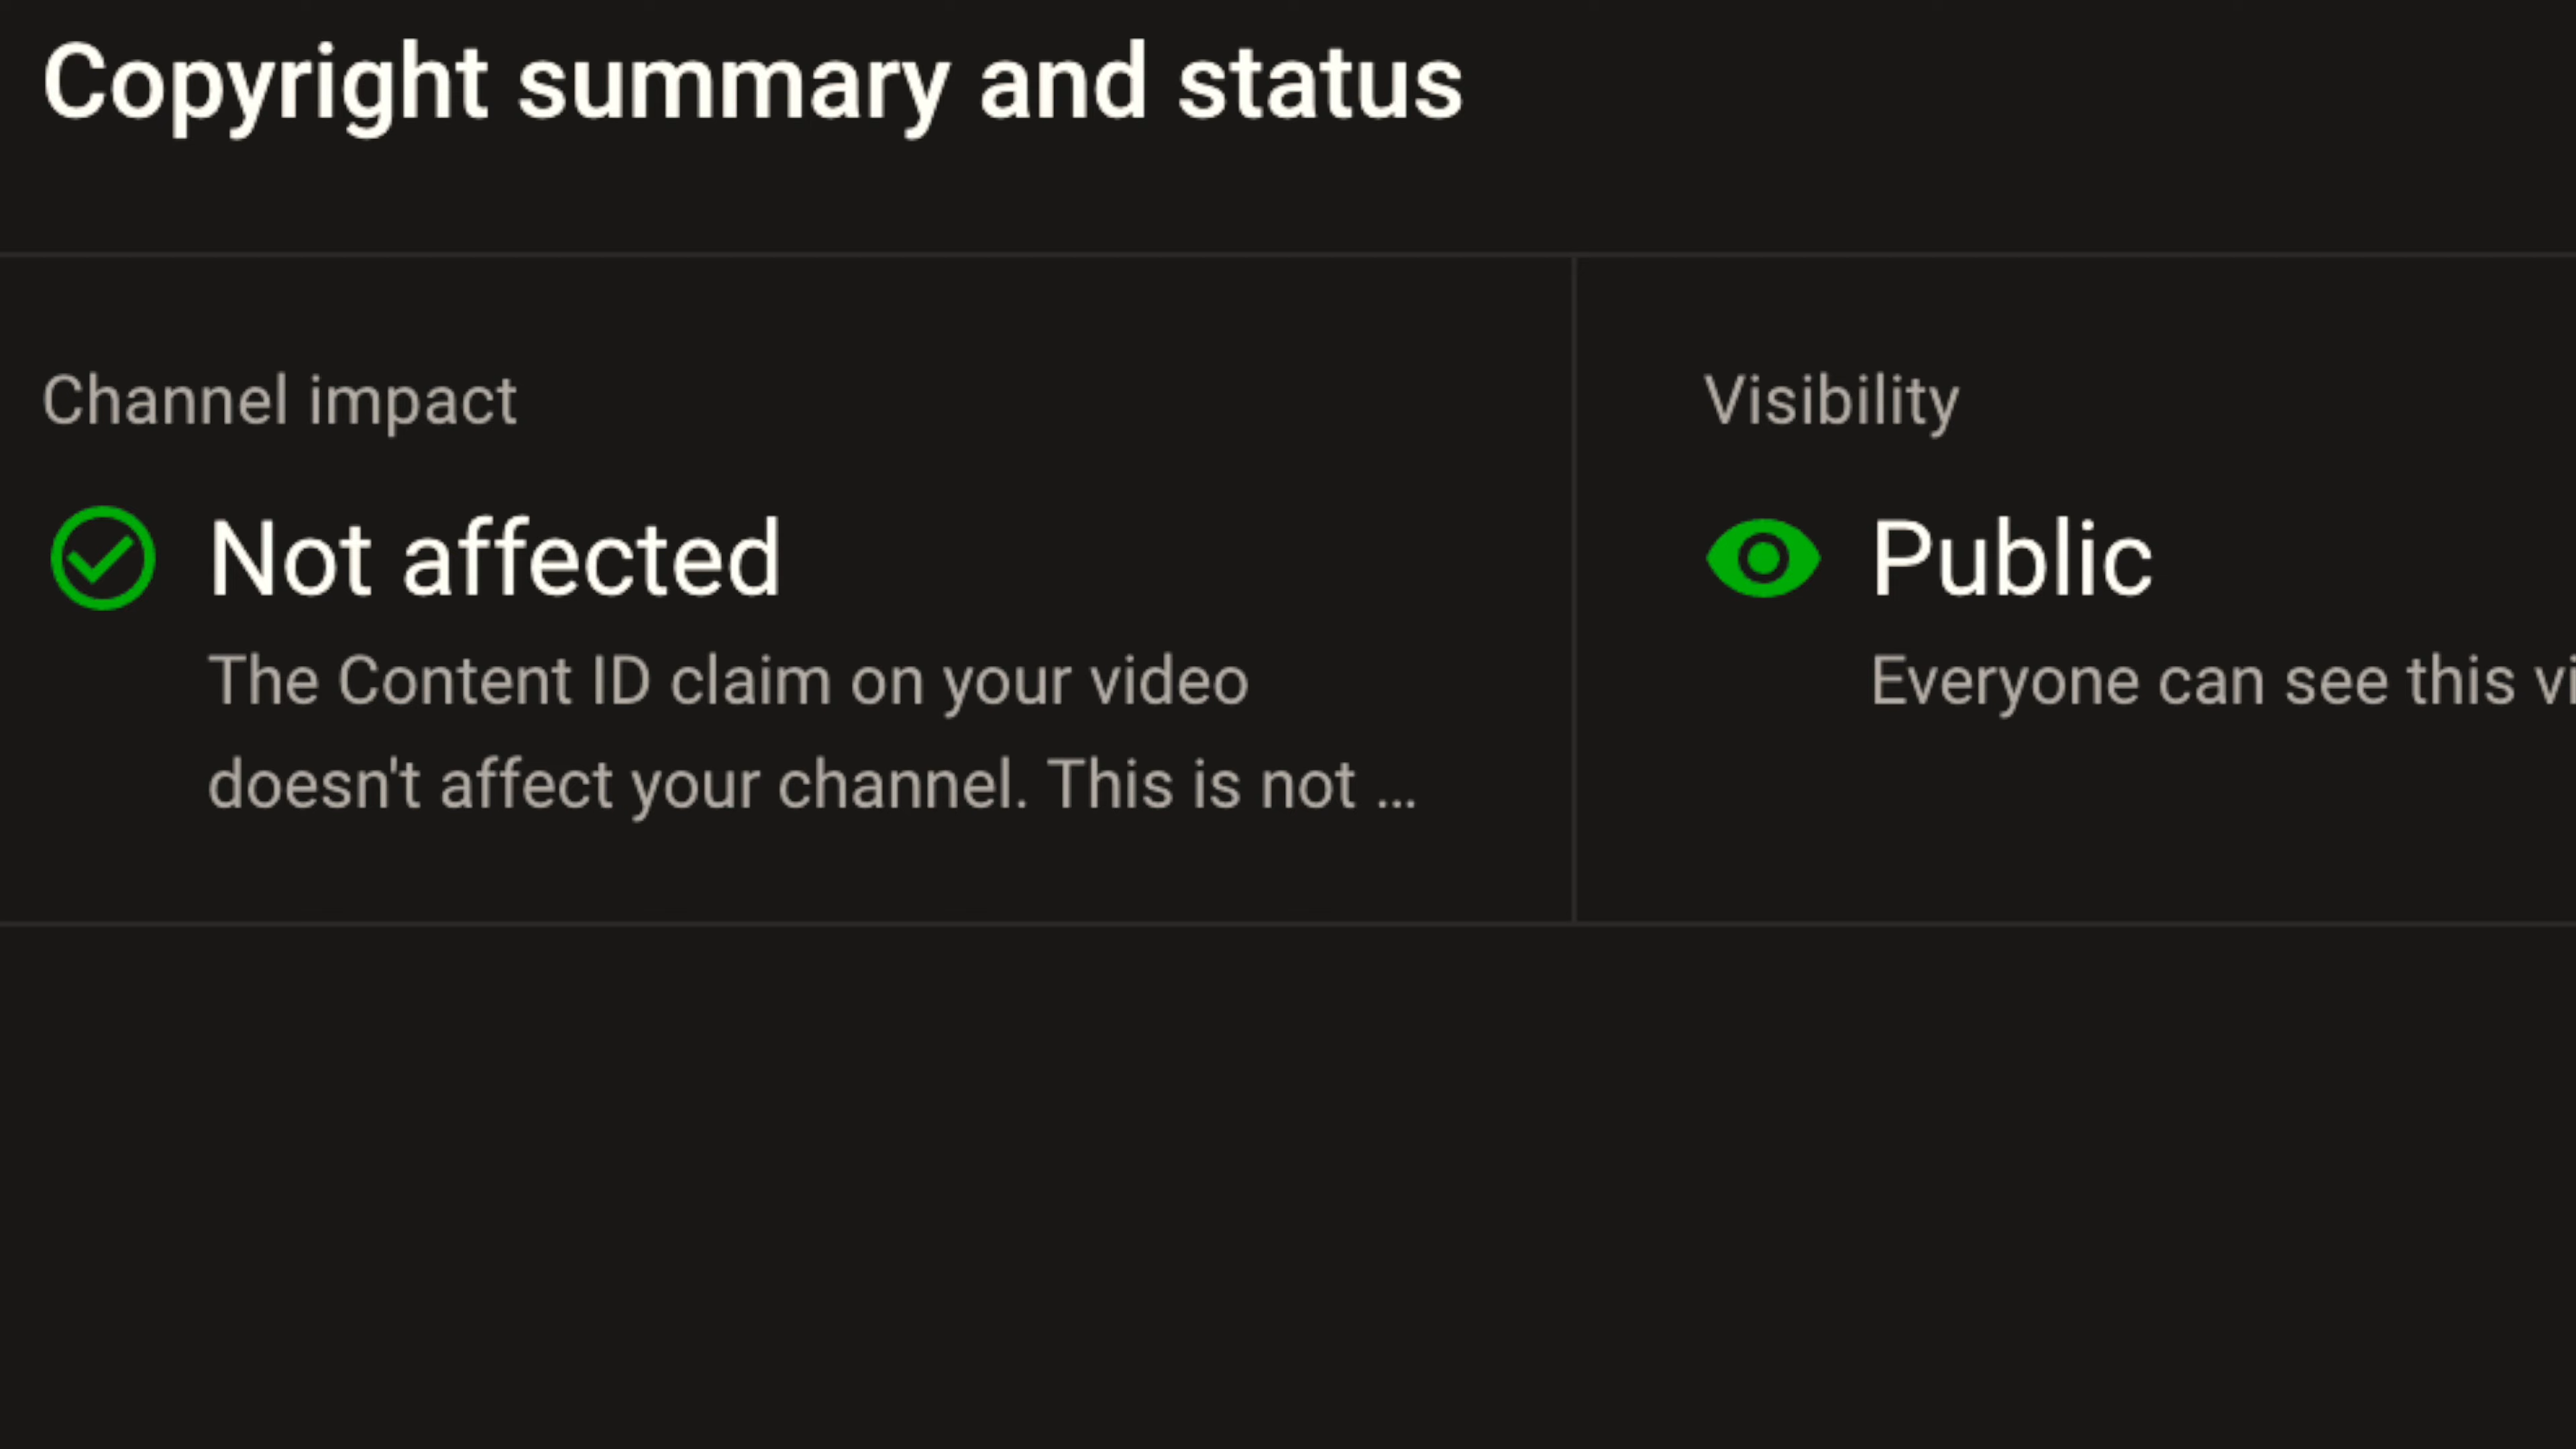 Copyright summary and status
Channel impact
Not affected
The Content ID claim on your video
doesn't affect your channel. This is not ...
Visibility
Public
Everyone can see this